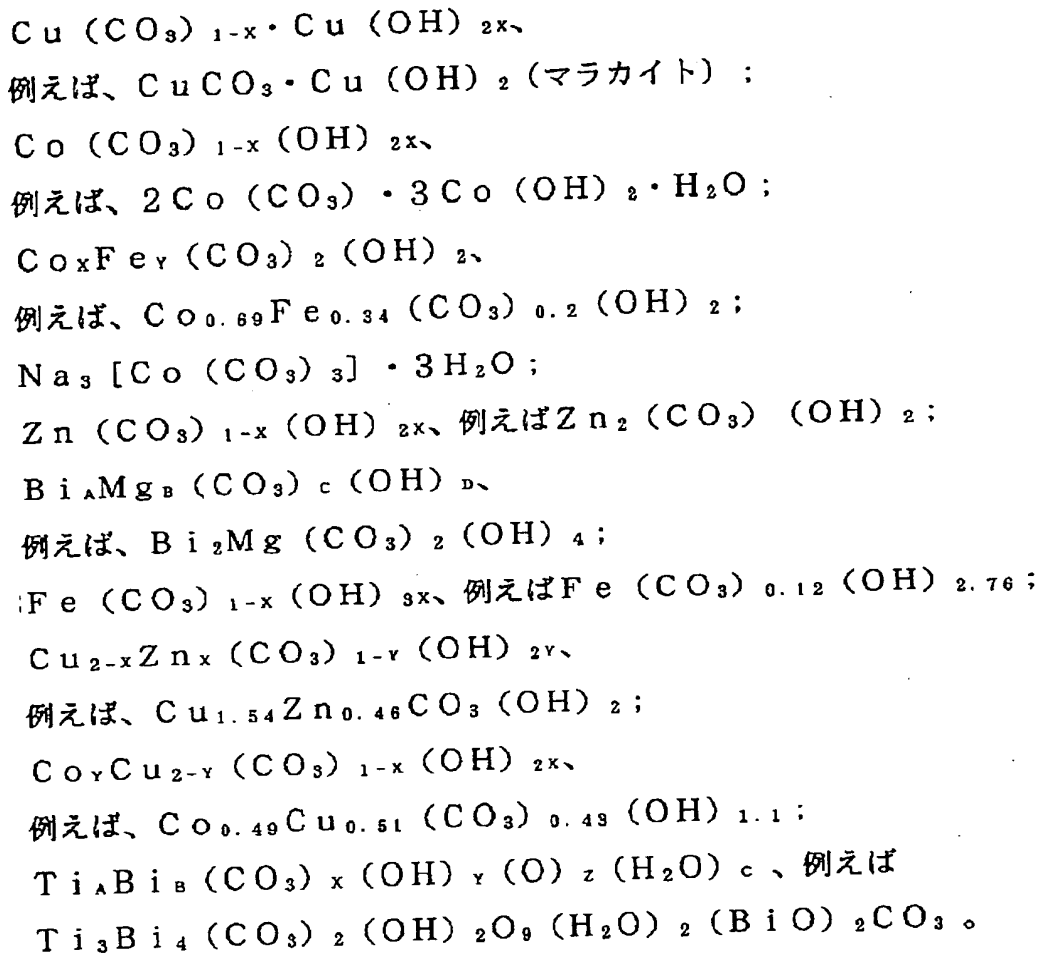 Cu(CO₃)₁₋ₓ・Cu(OH)₂ₓ、
例えば、CuCO₃・Cu(OH)₂(マラカイト);
Co(CO₃)₁₋ₓ(OH)₂ₓ、
例えば、2Co(CO₃)・3Co(OH)₂・H₂O;
CoXFeY(CO₃)₂(OH)₂、
例えば、Co₀.₆₉Fe₀.₃₄(CO₃)₀.₂(OH)₂;
Na₃[Co(CO₃)₃]・3H₂O;
Zn(CO₃)₁₋ₓ(OH)₂ₓ、例えばZn₂(CO₃)(OH)₂;
BiAMgB(CO₃)C(OH)D、
例えば、Bi₂Mg(CO₃)₂(OH)₄;
Fe(CO₃)₁₋ₓ(OH)₃ₓ、例えばFe(CO₃)₀.₁₂(OH)₂.₇₆;
Cu₂₋ₓZnₓ(CO₃)₁₋Y(OH)₂Y、
例えば、Cu₁.₅₄Zn₀.₄₆CO₃(OH)₂;
CoYCu₂₋Y(CO₃)₁₋ₓ(OH)₂ₓ、
例えば、Co₀.₄₉Cu₀.₅₁(CO₃)₀.₄₃(OH)₁.₁;
TiABiB(CO₃)X(OH)Y(O)Z(H₂O)C、例えば
Ti₃Bi₄(CO₃)₂(OH)₂O₉(H₂O)₂(BiO)₂CO₃。